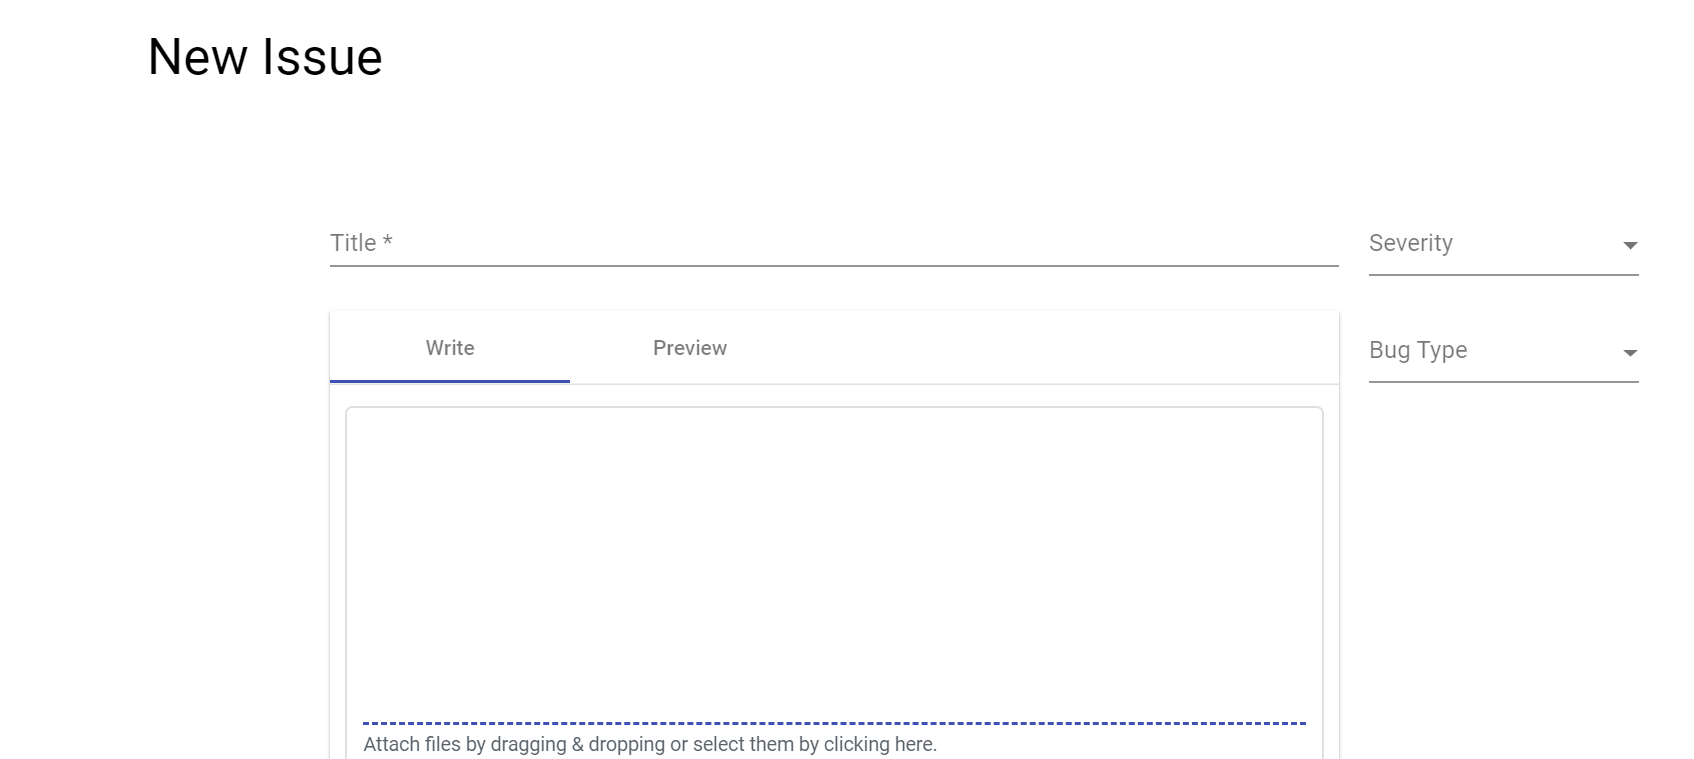 New Issue
Title *
Severity
Write
Preview
Bug Type
Attach files by dragging & dropping or select them by clicking here.